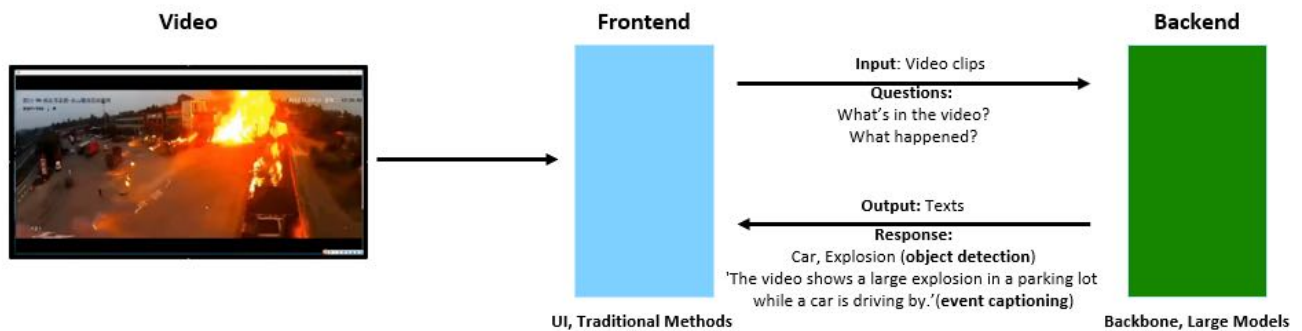 Video
Frontend
Backend
Input: Video clips
Questions:
What's in the video?
What happened?
Output: Texts
Response:
Car, Explosion (object detection)
'The video shows a large explosion in a parking lot
while a car is driving by.'(event captioning)
UI, Traditional Methods
Backbone, Large Models